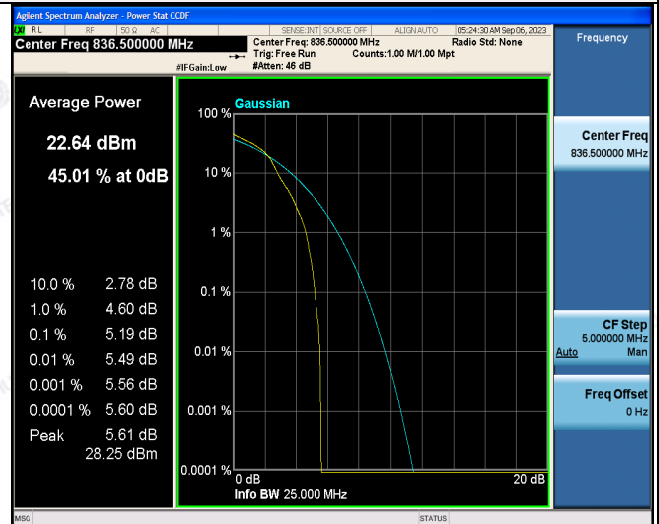 Agilent Spectrum Analyzer - Power Stat CCDF
LXI RL RF 50 Ω AC SENSE:INT SOURCE OFF ALIGN AUTO 05:24:30 AM Sep 06, 2023
Center Freq 836.500000 MHz
Center Freq: 836.500000 MHz Radio Std: None
Trig: Free Run Counts:1.00 M/1.00 Mpt
#IFGain:Low #Atten: 46 dB
Frequency
Average Power
22.64 dBm
45.01 % at 0dB
10.0 % 2.78 dB
1.0 % 4.60 dB
0.1 % 5.19 dB
0.01 % 5.49 dB
0.001 % 5.56 dB
0.0001 % 5.60 dB
Peak 5.61 dB
28.25 dBm
Gaussian
100 %
10 %
1 %
0.1 %
0.01 %
0.001 %
0.0001 %
0 dB 20 dB
Info BW 25.000 MHz
Center Freq
836.500000 MHz
CF Step
5.000000 MHz
Auto Man
Freq Offset
0 Hz
MSG STATUS